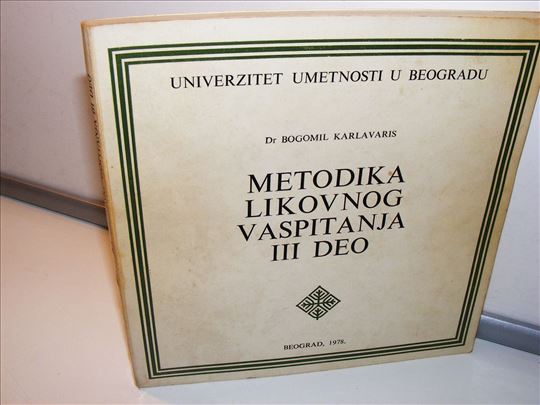 UNIVERZITET UMETNOSTI U BEOGRADU
Dr BOGOMIL KARLAVARIS
METODIKA
LIKOVNOG
VASPITANJA
III DEO
BEOGRAD, 1978.